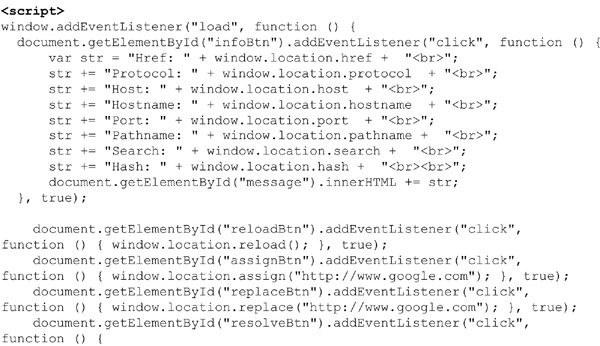 <script>
window.addEventListener("load", function () {
  document.getElementById("infoBtn").addEventListener("click", function () {
      var str = "Href: " + window.location.href +  "<br>";
      str += "Protocol: " + window.location.protocol  + "<br>";
      str += "Host: " + window.location.host  + "<br>";
      str += "Hostname: " + window.location.hostname  + "<br>";
      str += "Port: " + window.location.port  + "<br>";
      str += "Pathname: " + window.location.pathname +  "<br>";
      str += "Search: " + window.location.search +  "<br>";
      str += "Hash: " + window.location.hash +  "<br><br>";
      document.getElementById("message").innerHTML += str;
  }, true);

    document.getElementById("reloadBtn").addEventListener("click",
function () { window.location.reload(); }, true);
    document.getElementById("assignBtn").addEventListener("click",
function () { window.location.assign("http://www.google.com"); }, true);
    document.getElementById("replaceBtn").addEventListener("click",
function () { window.location.replace("http://www.google.com"); }, true);
    document.getElementById("resolveBtn").addEventListener("click",
function () {